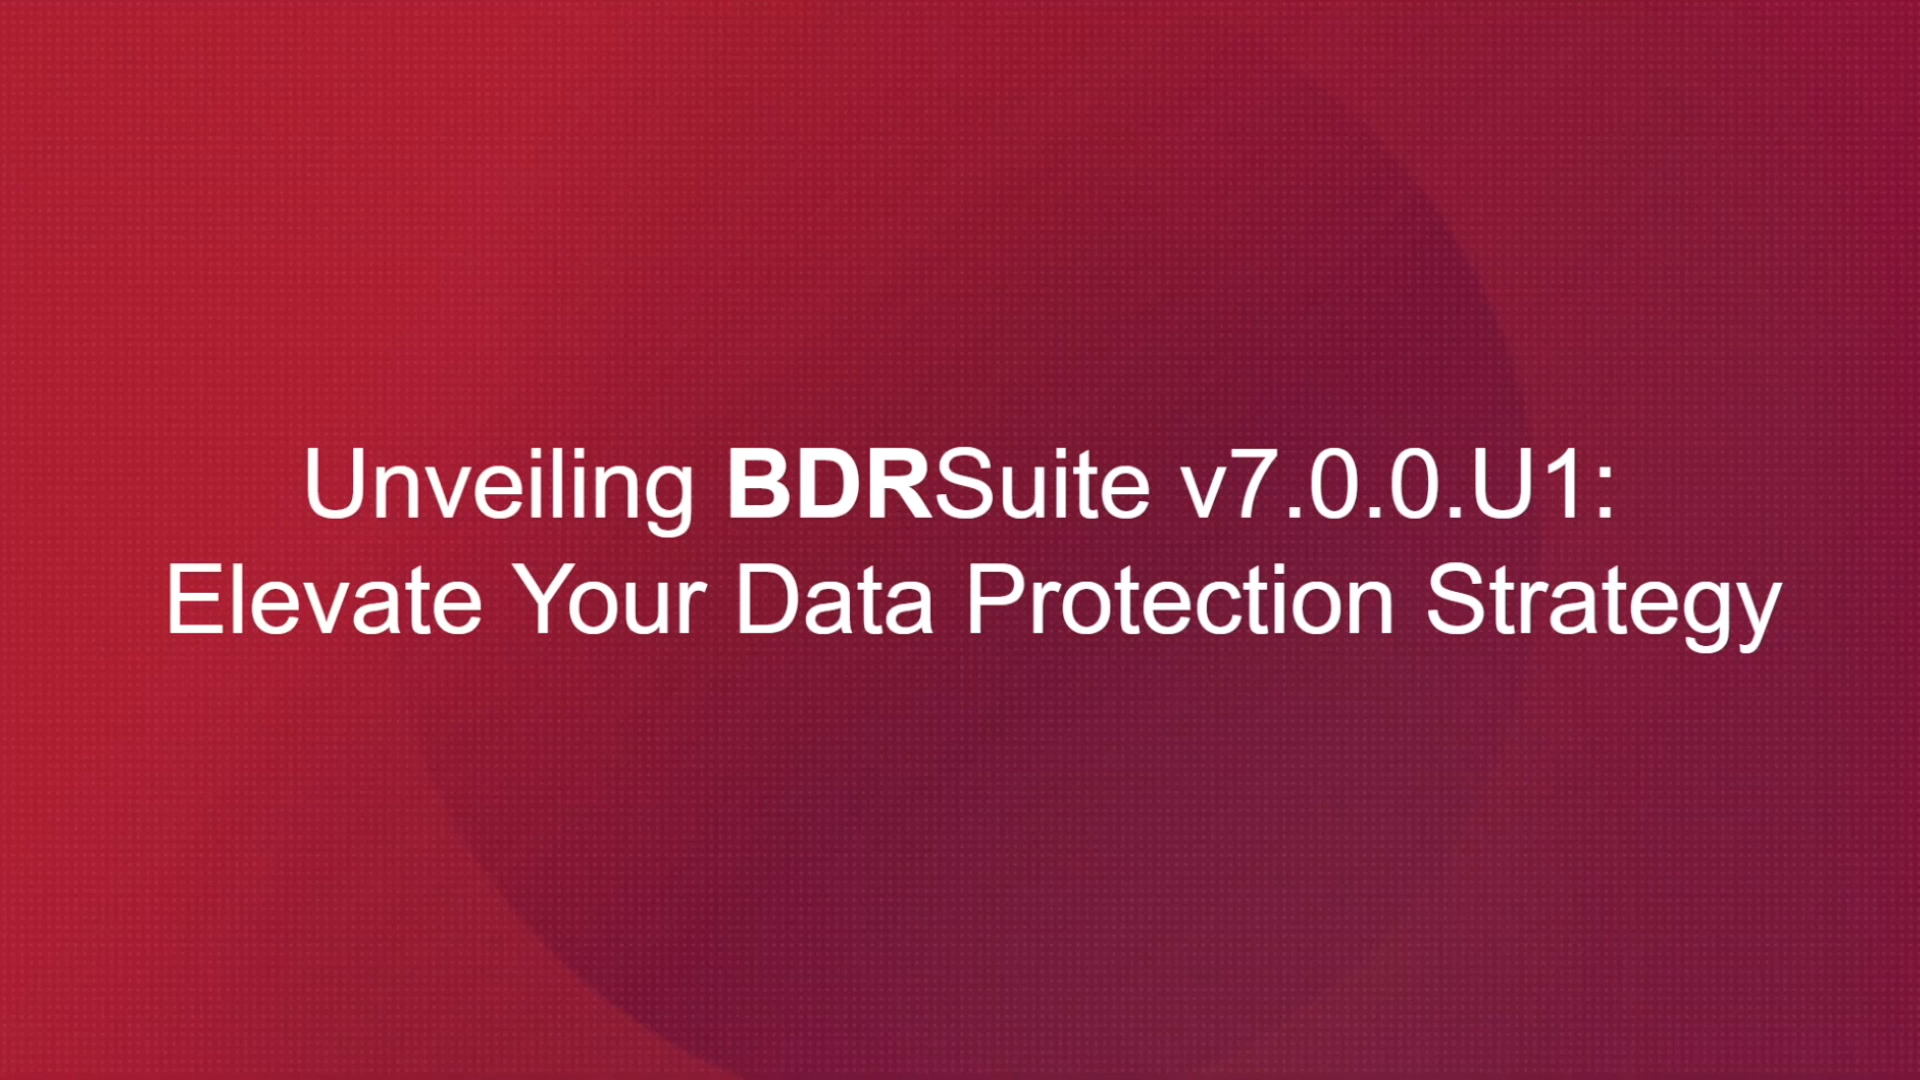 Unveiling BDRSuite v7.0.0.U1:
Elevate Your Data Protection Strategy